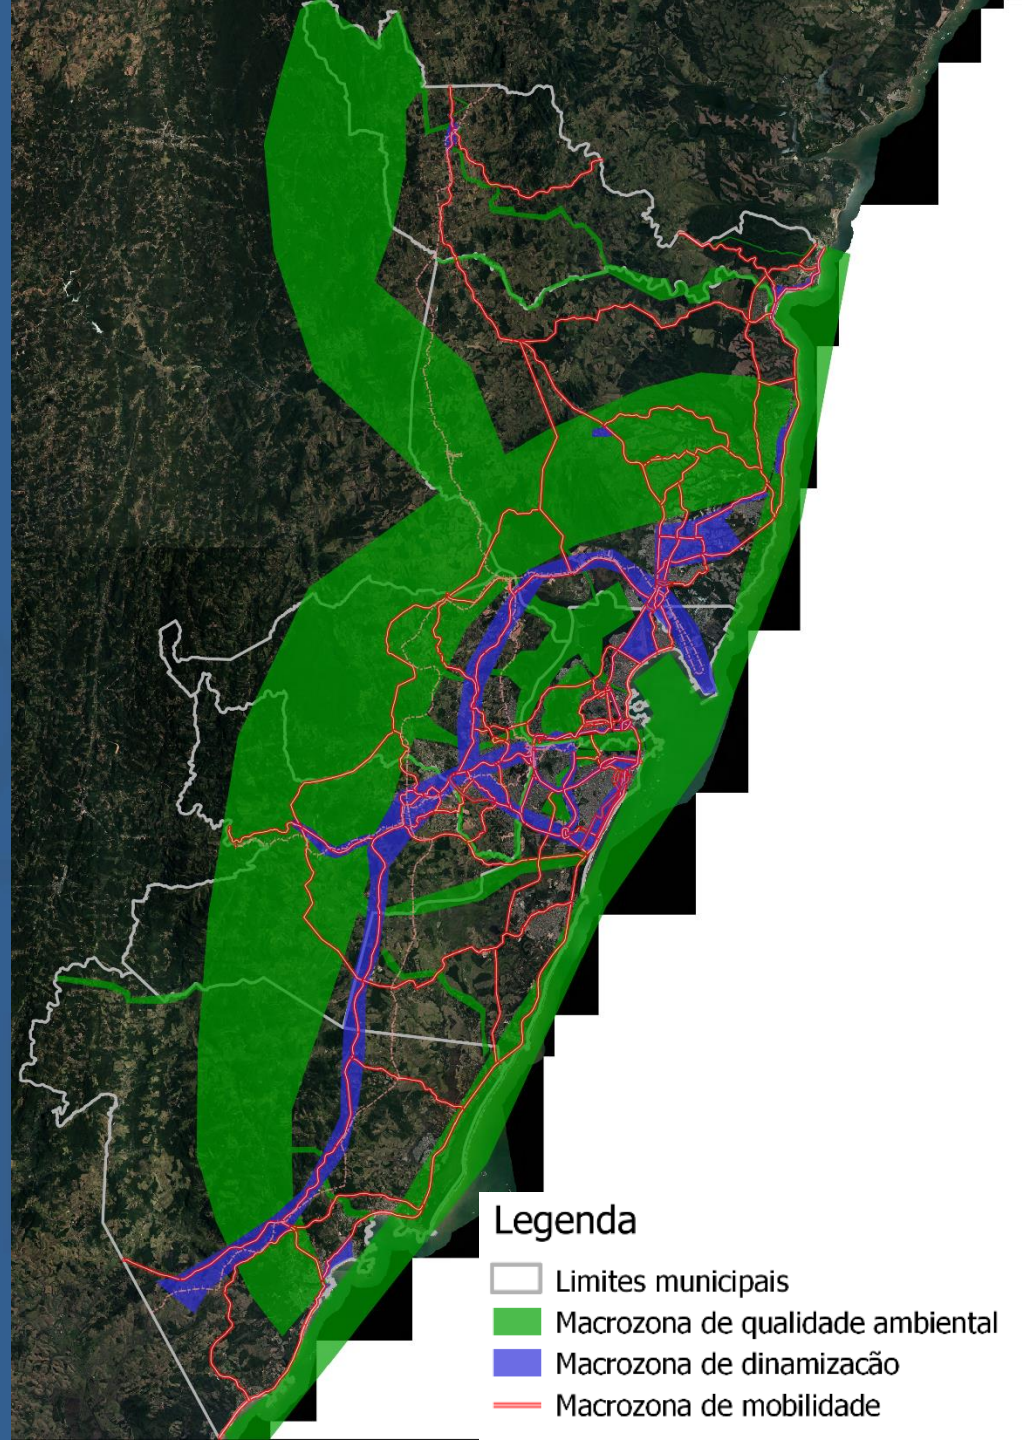 Legenda
Limites municipais
Macrozona de qualidade ambiental
Macrozona de dinamização
Macrozona de mobilidade